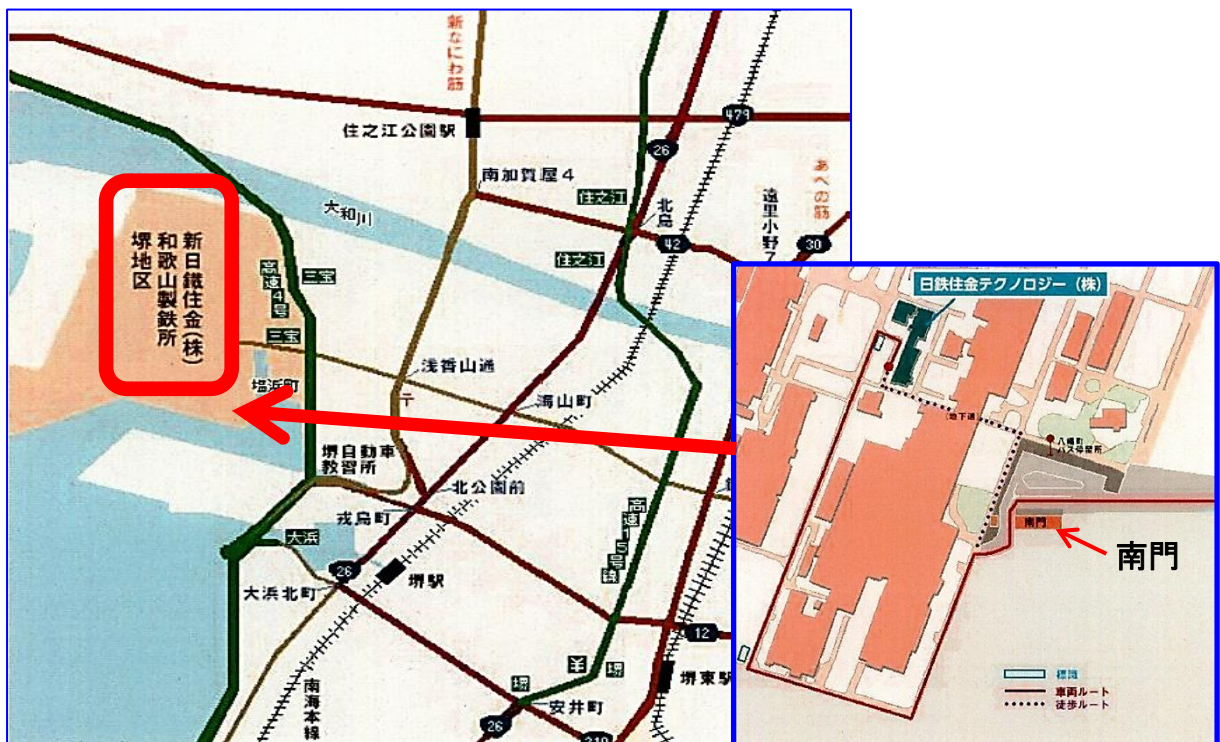 新なにわ筋
住之江公園駅
479
26
南加賀屋4
あべの筋
大和川
住之江
北島
遠里小野7
42
30
住之江
新日鐵住金(株)
和歌山製鉄所
堺地区
高速4号
三宝
三宝
塩浜町
浅香山通
〒
海山町
堺自動車
教習所
北公園前
戎島町
高速15号線
大浜
26
堺駅
大浜北町
12
堺
¥
堺
堺東駅
南海本線
安井町
26
310
日鉄住金テクノロジー(株)
(地下道)
八幡町
バス停留所
南門
南門
標識
車両ルート
徒歩ルート